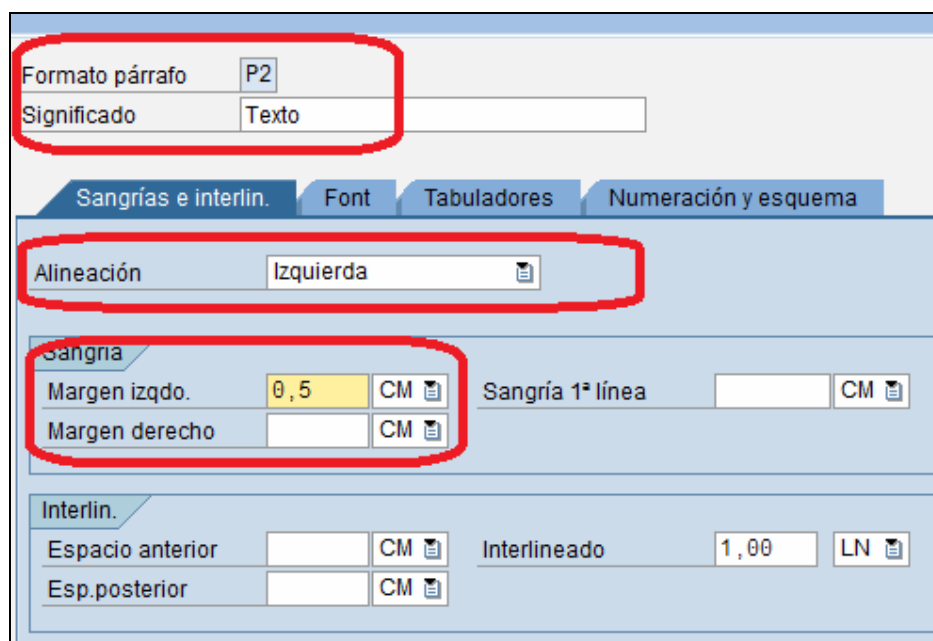 Formato párrafo P2
Significado Texto
Sangrías e interlin. Font Tabuladores Numeración y esquema
Alineación Izquierda
Sangría
Margen izqdo. 0,5 CM Sangría 1ª línea CM
Margen derecho CM
Interlin.
Espacio anterior CM Interlineado 1,00 LN
Esp.posterior CM